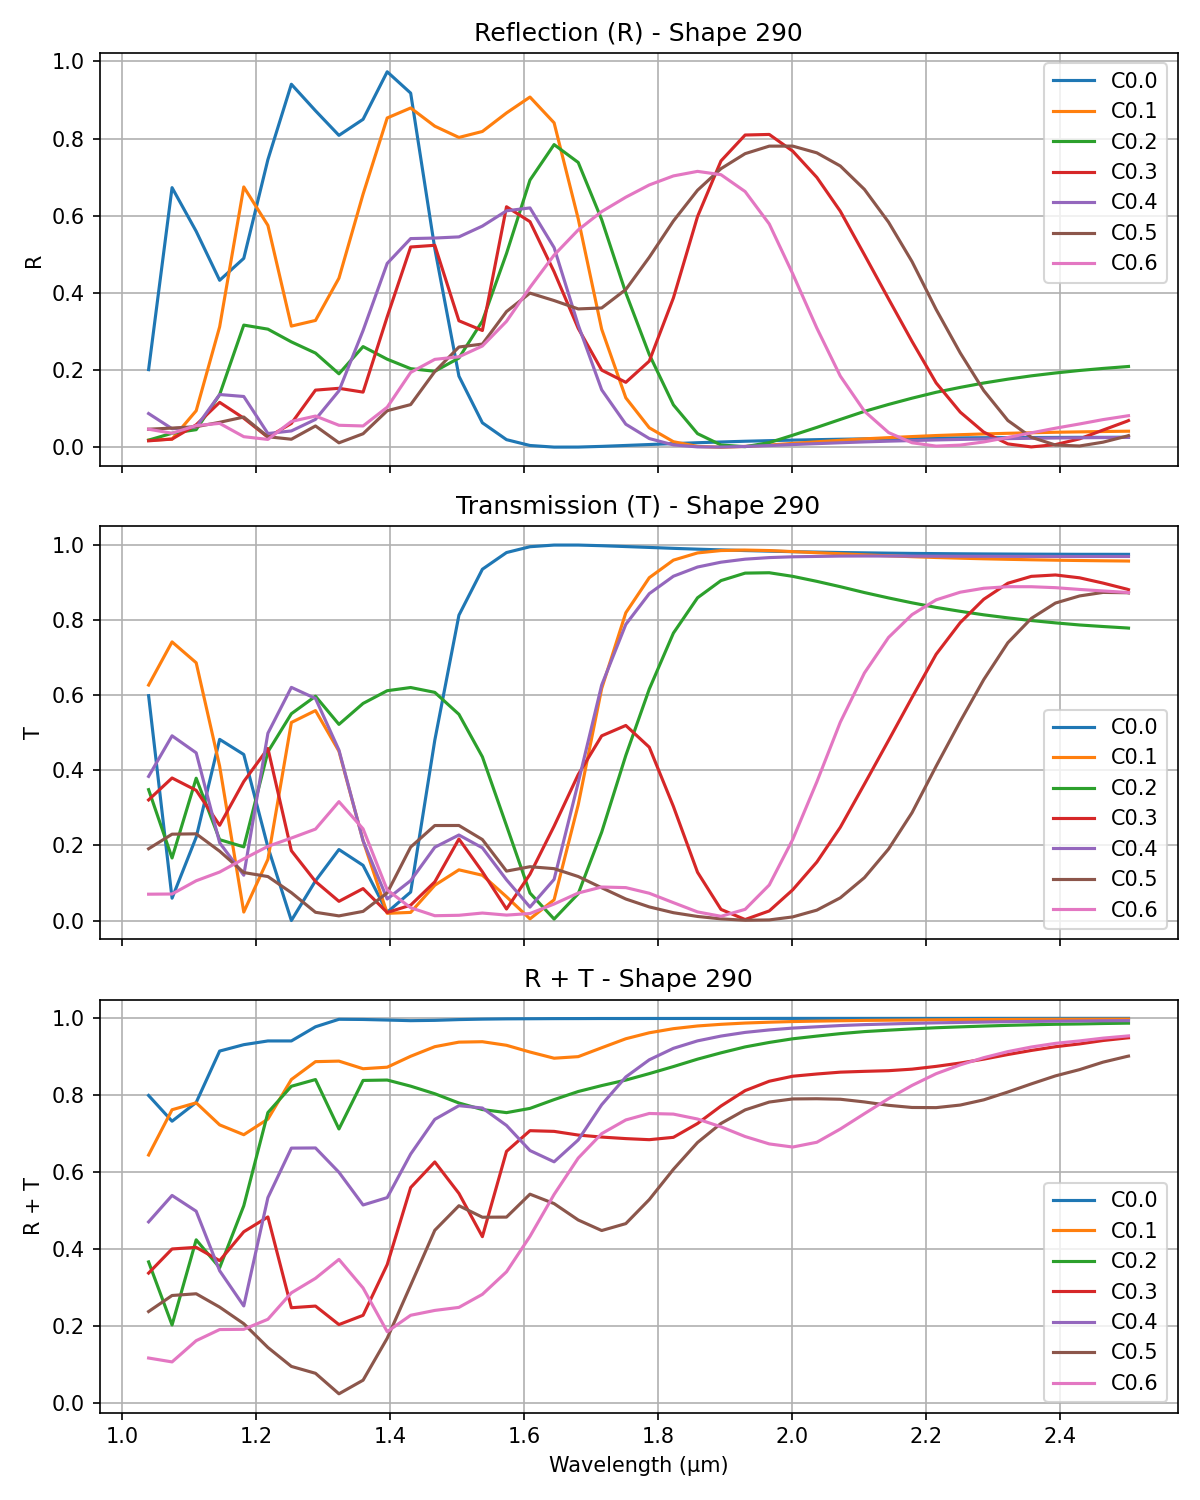 Reflection (R) - Shape 290
1.0
0.8
0.6
0.4
0.2
0.0
R
C0.0
C0.1
C0.2
C0.3
C0.4
C0.5
C0.6
Transmission (T) - Shape 290
1.0
0.8
0.6
0.4
0.2
0.0
T
C0.0
C0.1
C0.2
C0.3
C0.4
C0.5
C0.6
R + T - Shape 290
1.0
0.8
0.6
0.4
0.2
0.0
R + T
C0.0
C0.1
C0.2
C0.3
C0.4
C0.5
C0.6
1.0 1.2 1.4 1.6 1.8 2.0 2.2 2.4
Wavelength (μm)